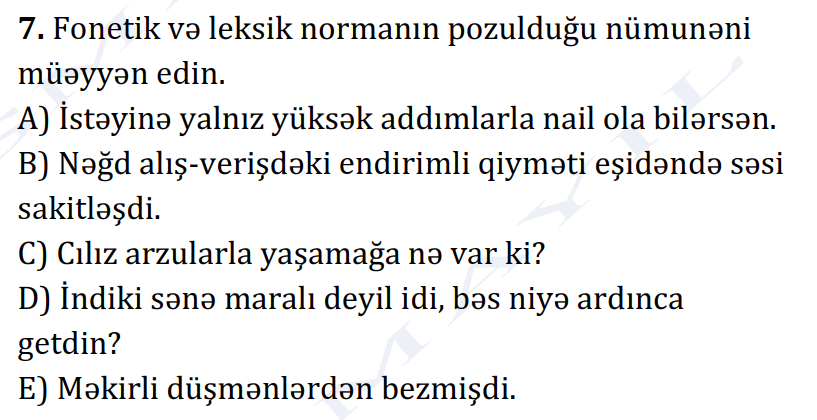 7. Fonetik və leksik normanın pozulduğu nümunəni
müəyyən edin.
A) İstəyinə yalnız yüksək addımlarla nail ola bilərsən.
B) Nəğd alış-verişdəki endirimli qiyməti eşidəndə səsi
sakitləşdi.
C) Cılız arzularla yaşamağa nə var ki?
D) İndiki sənə maralı deyil idi, bəs niyə ardınca
getdin?
E) Məkirli düşmənlərdən bezmişdi.